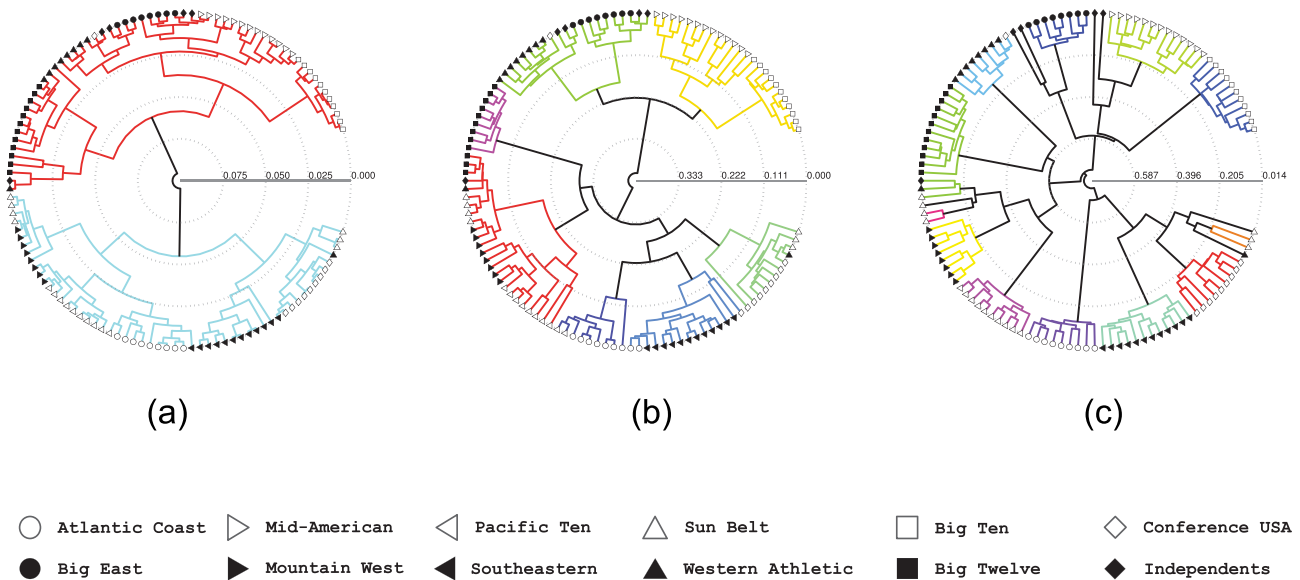 0.075 0.050 0.025 0.000
0.333 0.222 0.111 0.000
0.587 0.396 0.205 0.014
(a) (b) (c)
Atlantic Coast Mid-American Pacific Ten Sun Belt Big Ten Conference USA
Big East Mountain West Southeastern Western Athletic Big Twelve Independents